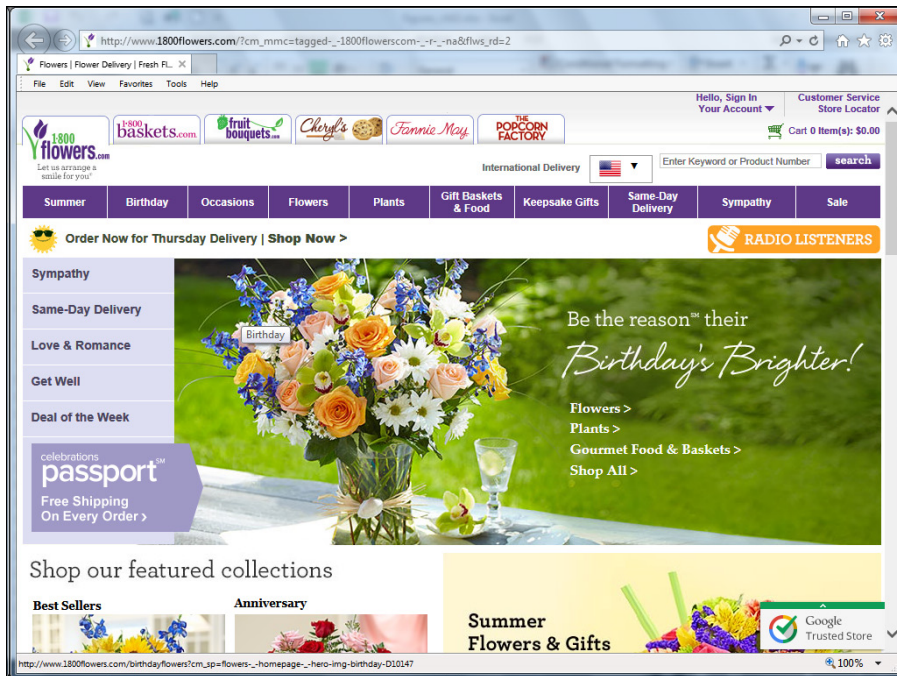 http://www.1800flowers.com/?cm_mmc=tagged-_-1800flowerscom-_-r-_-na&flws_rd=2
Flowers | Flower Delivery | Fresh Fl...
File Edit View Favorites Tools Help
Hello, Sign In
Your Account
Customer Service
Store Locator
1·800
flowers.com
Let us arrange a
smile for you®
1·800
baskets.com
fruit
bouquets.com
Cheryl's
Fannie May
THE
POPCORN
FACTORY
Cart 0 Item(s): $0.00
International Delivery
Enter Keyword or Product Number
search
Summer
Birthday
Occasions
Flowers
Plants
Gift Baskets
& Food
Keepsake Gifts
Same-Day
Delivery
Sympathy
Sale
Order Now for Thursday Delivery | Shop Now >
RADIO LISTENERS
Sympathy
Same-Day Delivery
Love & Romance
Get Well
Deal of the Week
celebrations
passport℠
Free Shipping
On Every Order ›
Birthday
Be the reason℠ their
Birthday's Brighter!
Flowers >
Plants >
Gourmet Food & Baskets >
Shop All >
Shop our featured collections
Best Sellers
Anniversary
Summer
Flowers & Gifts
Google
Trusted Store
http://www.1800flowers.com/birthdayflowers?cm_sp=flowers-_-homepage-_-hero-img-birthday-D10147
100%